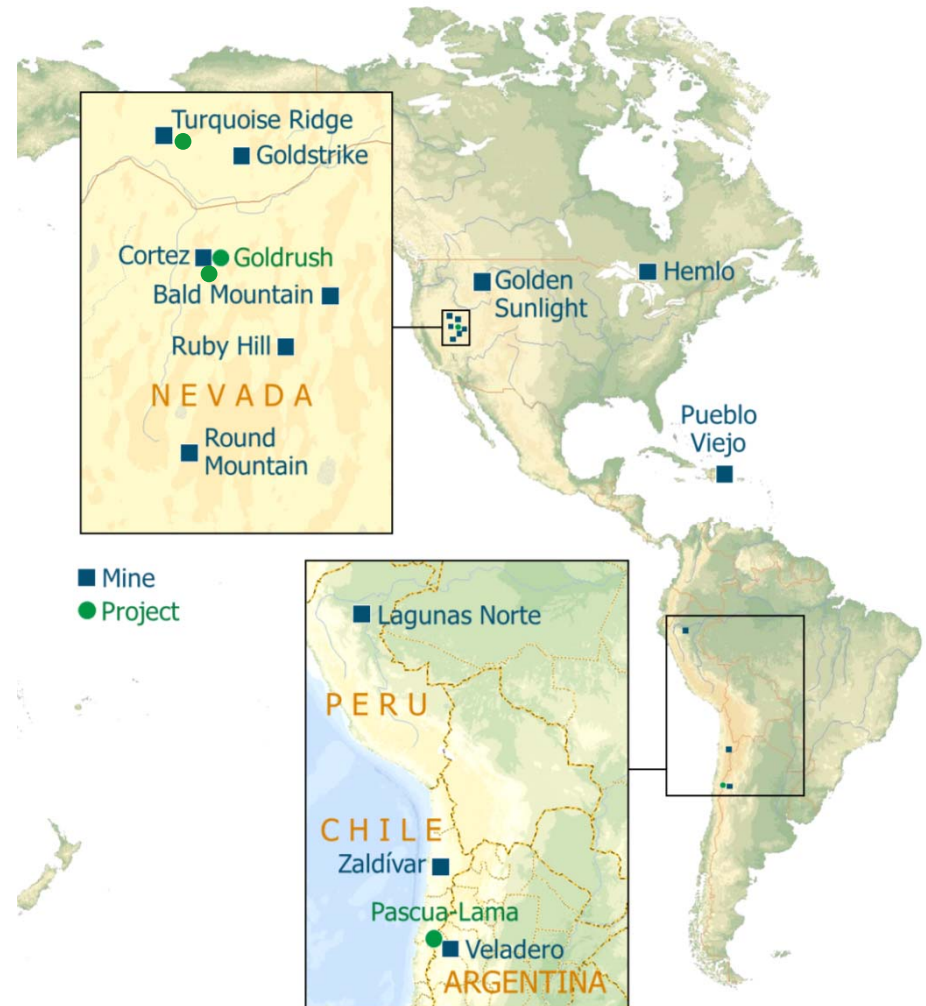 Turquoise Ridge
Goldstrike
Cortez
Goldrush
Bald Mountain
Ruby Hill
NEVADA
Round
Mountain
Golden
Sunlight
Hemlo
Pueblo
Viejo
Mine
Project
Lagunas Norte
PERU
CHILE
Zaldívar
Pascua-Lama
Veladero
ARGENTINA